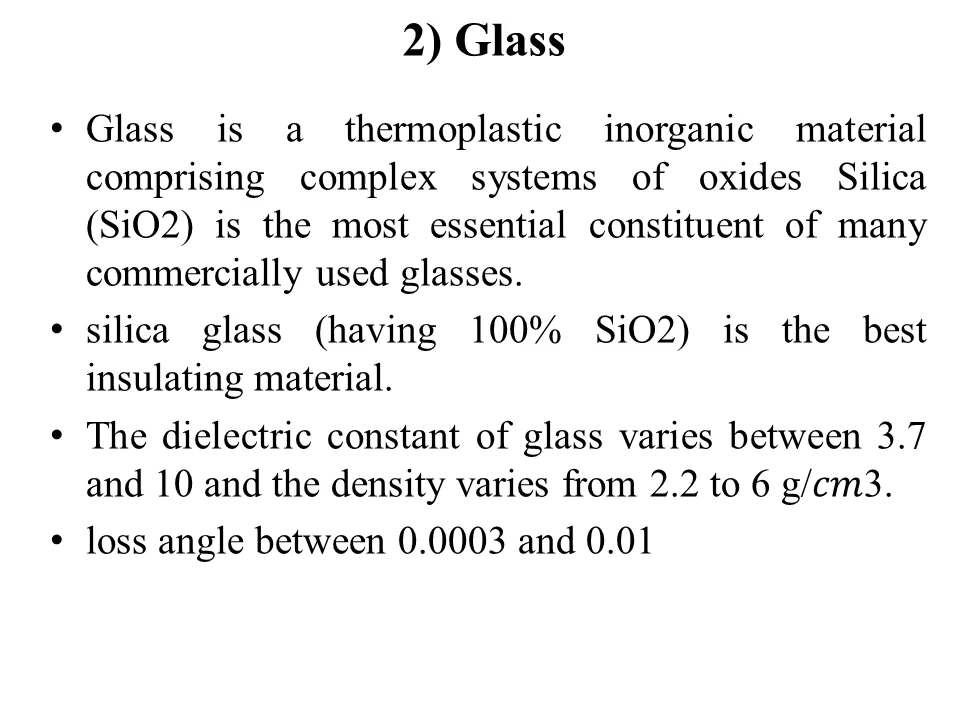 2) Glass
• Glass is a thermoplastic inorganic material
comprising complex systems of oxides Silica
(SiO2) is the most essential constituent of many
commercially used glasses.
• silica glass (having 100% SiO2) is the best
insulating material.
• The dielectric constant of glass varies between 3.7
and 10 and the density varies from 2.2 to 6 g/𝑐𝑚3.
• loss angle between 0.0003 and 0.01